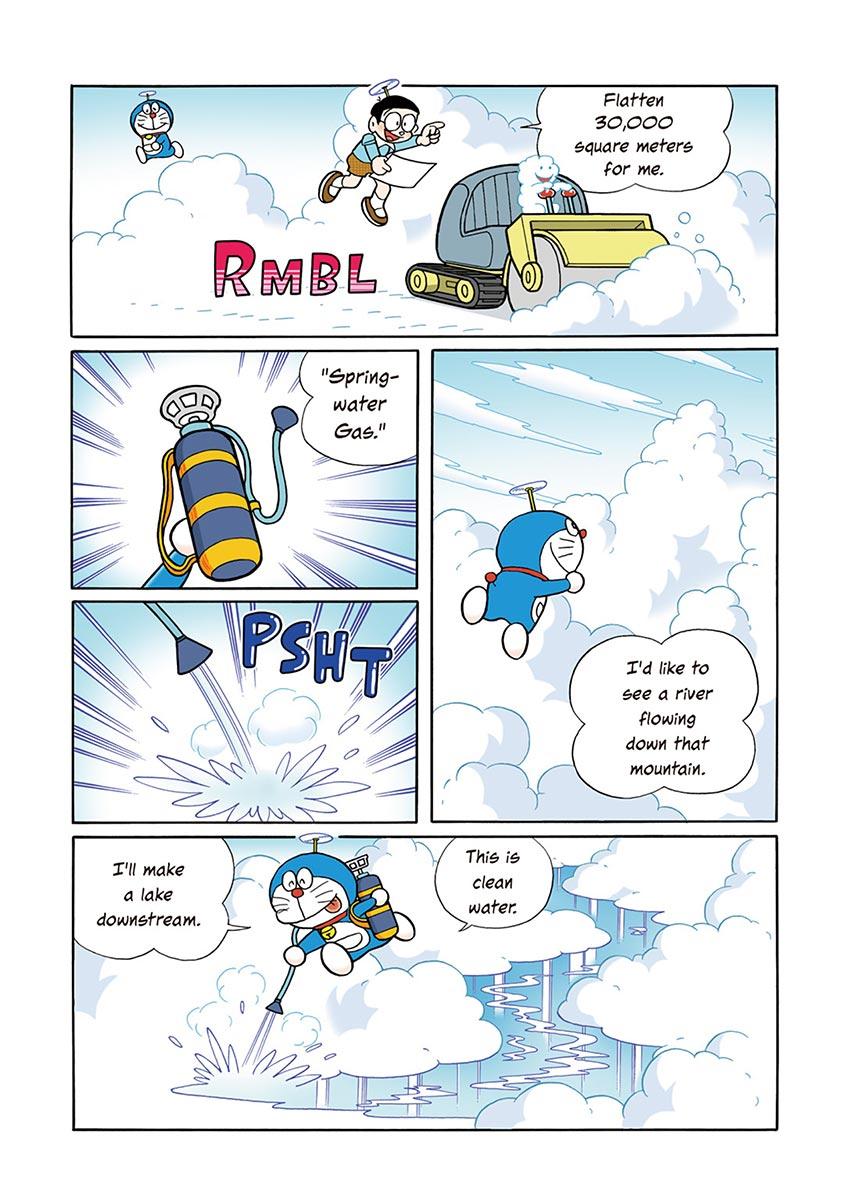 Flatten
30,000
square meters
for me.
RMBL
"Spring-
water
Gas."
PSHT
I'd like to
see a river
flowing
down that
mountain.
I'll make
a lake
downstream.
This is
clean
water.